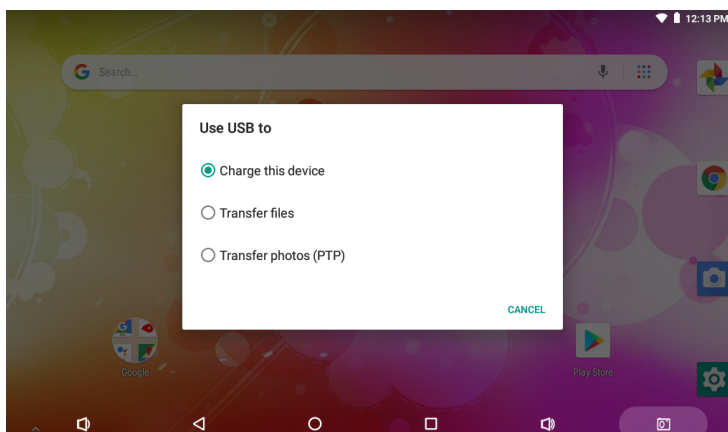 12:13 PM
Search...
Use USB to
Charge this device
Transfer files
Transfer photos (PTP)
CANCEL
Google
Play Store